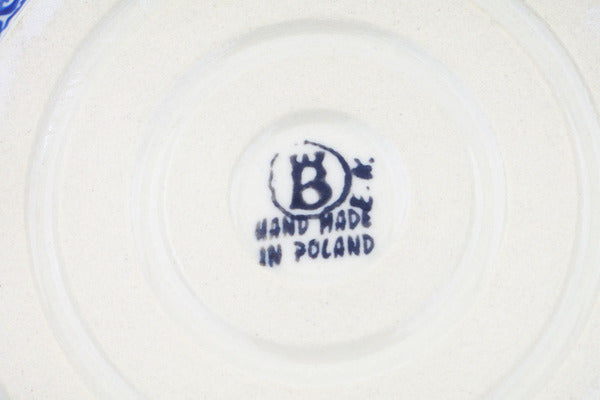 B
E.K.
HAND MADE
IN POLAND